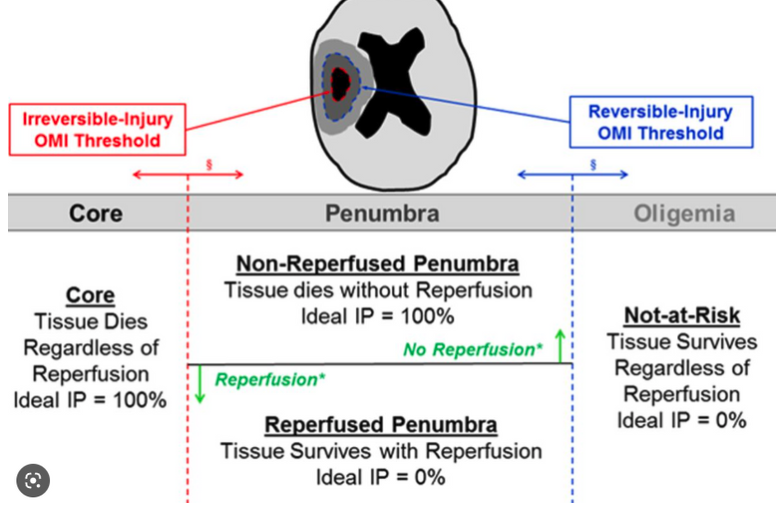 Irreversible-Injury
OMI Threshold
Reversible-Injury
OMI Threshold
§
§
Core
Penumbra
Oligemia
Core
Tissue Dies
Regardless of
Reperfusion
Ideal IP = 100%
Non-Reperfused Penumbra
Tissue dies without Reperfusion
Ideal IP = 100%
No Reperfusion*
Reperfusion*
Reperfused Penumbra
Tissue Survives with Reperfusion
Ideal IP = 0%
Not-at-Risk
Tissue Survives
Regardless of
Reperfusion
Ideal IP = 0%